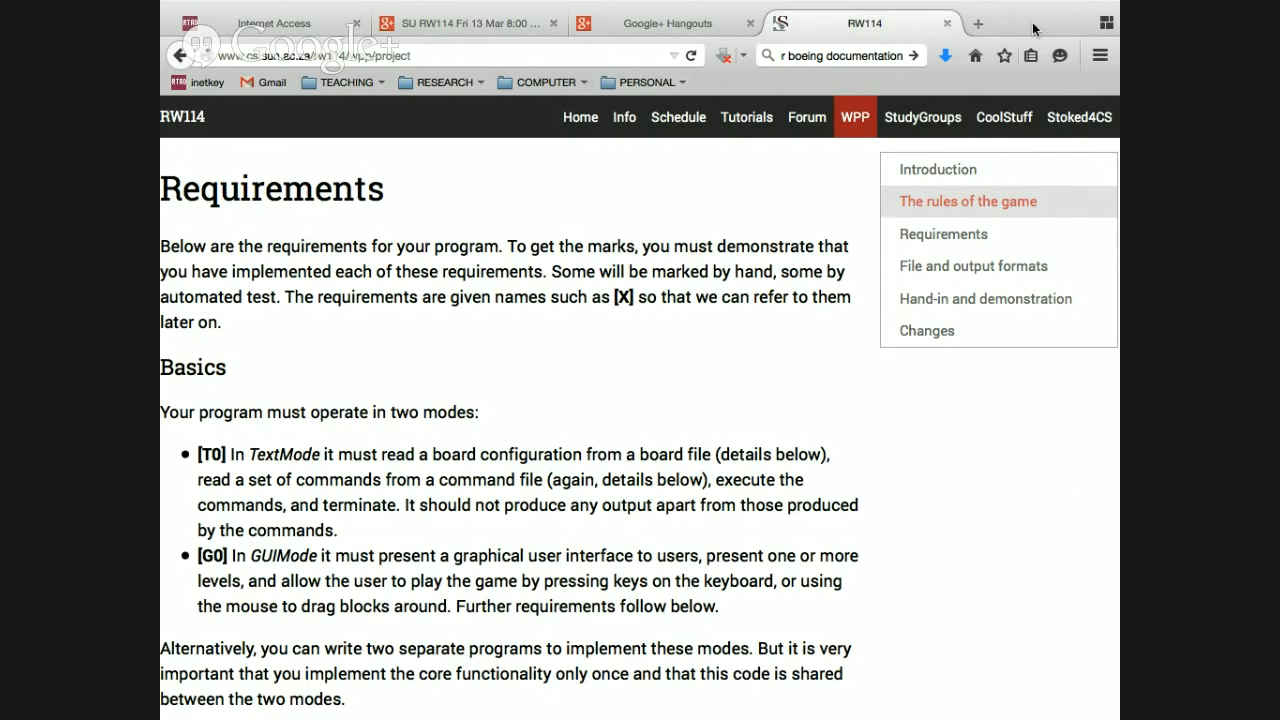 Internet Access
SU RW114 Fri 13 Mar 8:00 ...
Google+ Hangouts
RW114
Google+
/wpp/project
r boeing documentation
inetkey
Gmail
TEACHING
RESEARCH
COMPUTER
PERSONAL
RW114
Home Info Schedule Tutorials Forum WPP StudyGroups CoolStuff Stoked4CS
Requirements
Below are the requirements for your program. To get the marks, you must demonstrate that
you have implemented each of these requirements. Some will be marked by hand, some by
automated test. The requirements are given names such as [X] so that we can refer to them
later on.
Basics
Your program must operate in two modes:
[T0] In TextMode it must read a board configuration from a board file (details below),
read a set of commands from a command file (again, details below), execute the
commands, and terminate. It should not produce any output apart from those produced
by the commands.
[G0] In GUIMode it must present a graphical user interface to users, present one or more
levels, and allow the user to play the game by pressing keys on the keyboard, or using
the mouse to drag blocks around. Further requirements follow below.
Alternatively, you can write two separate programs to implement these modes. But it is very
important that you implement the core functionality only once and that this code is shared
between the two modes.
Introduction
The rules of the game
Requirements
File and output formats
Hand-in and demonstration
Changes